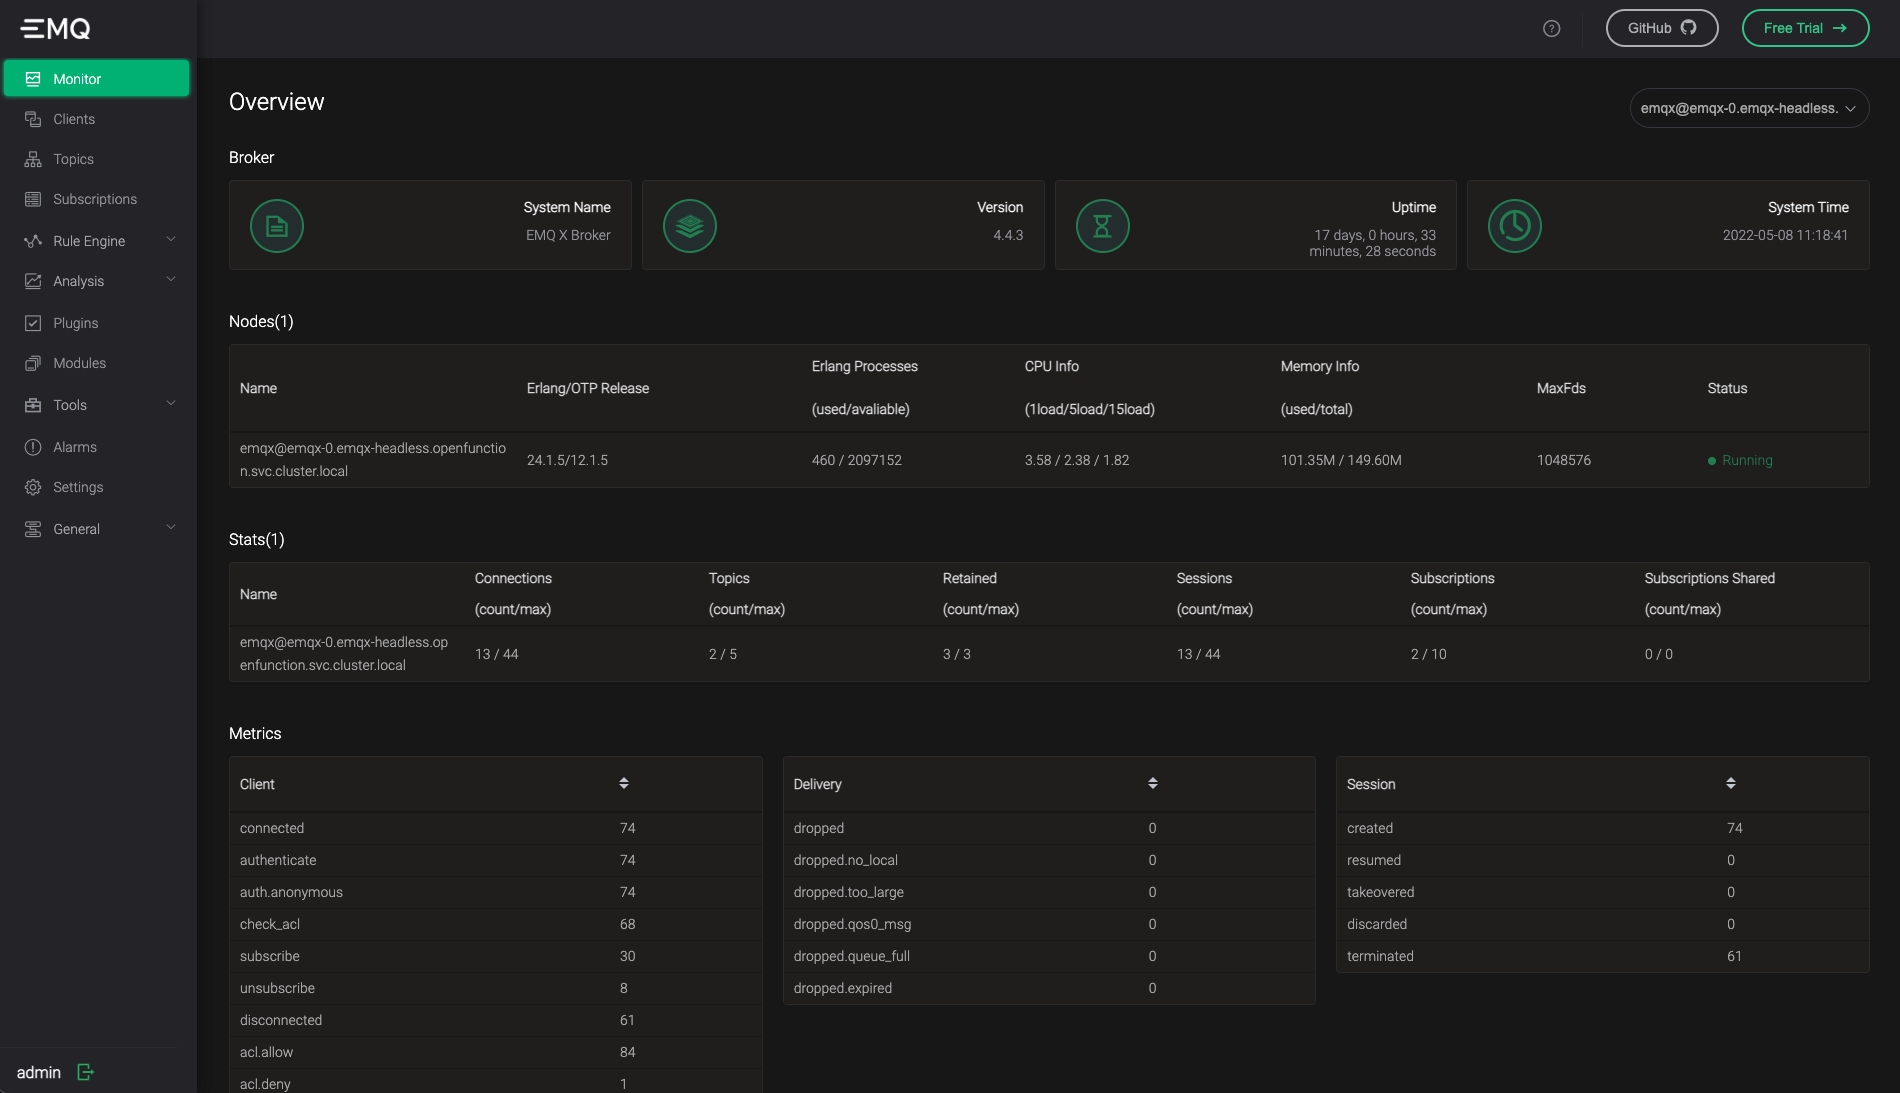 EMQ
GitHub
Free Trial →
Monitor
Clients
Topics
Subscriptions
Rule Engine
Analysis
Plugins
Modules
Tools
Alarms
Settings
General
admin
Overview
emqx@emqx-0.emqx-headless.
Broker
System Name
EMQ X Broker
Version
4.4.3
Uptime
17 days, 0 hours, 33
minutes, 28 seconds
System Time
2022-05-08 11:18:41
Nodes(1)
Name
Erlang/OTP Release
Erlang Processes
(used/avaliable)
CPU Info
(1load/5load/15load)
Memory Info
(used/total)
MaxFds
Status
emqx@emqx-0.emqx-headless.openfunctio
n.svc.cluster.local
24.1.5/12.1.5
460 / 2097152
3.58 / 2.38 / 1.82
101.35M / 149.60M
1048576
Running
Stats(1)
Name
Connections
(count/max)
Topics
(count/max)
Retained
(count/max)
Sessions
(count/max)
Subscriptions
(count/max)
Subscriptions Shared
(count/max)
emqx@emqx-0.emqx-headless.op
enfunction.svc.cluster.local
13 / 44
2 / 5
3 / 3
13 / 44
2 / 10
0 / 0
Metrics
Client
connected 74
authenticate 74
auth.anonymous 74
check_acl 68
subscribe 30
unsubscribe 8
disconnected 61
acl.allow 84
acl.deny 1
Delivery
dropped 0
dropped.no_local 0
dropped.too_large 0
dropped.qos0_msg 0
dropped.queue_full 0
dropped.expired 0
Session
created 74
resumed 0
takeovered 0
discarded 0
terminated 61